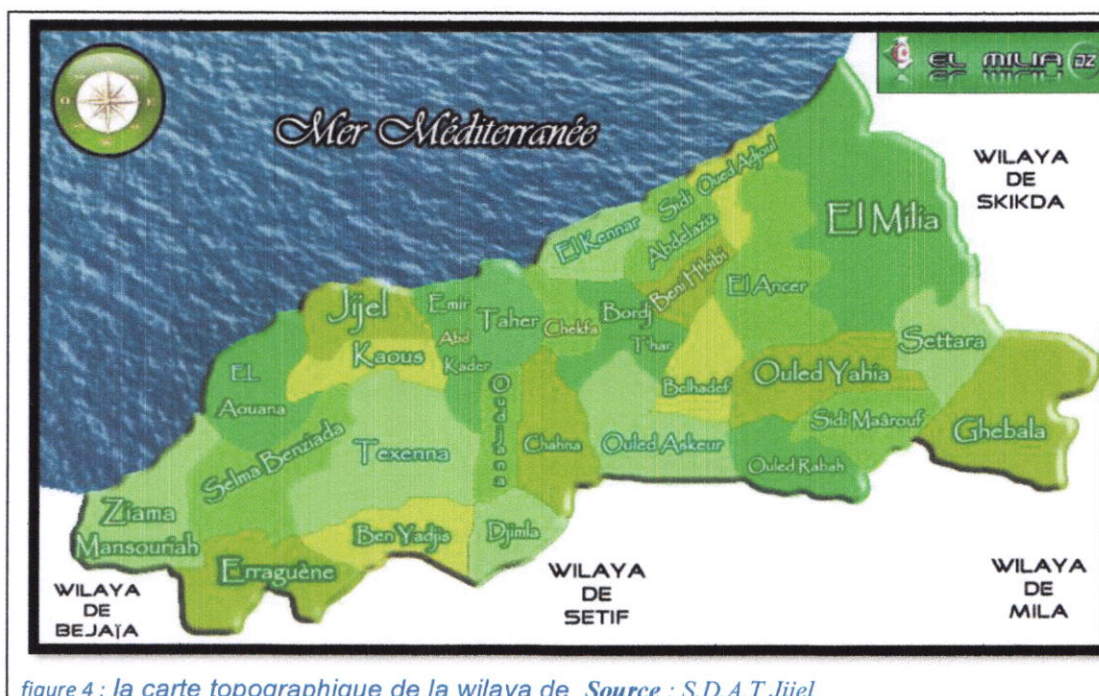 EL MILIA DZ
Mer Méditerranée
WILAYA
DE
SKIKDA
Oued Adjoul
Sidi
Abdelaziz
El Kennar
El Milia
Beni H'bibi
El Ancer
Jijel
Emir
Abd
Kader
Taher
Chekfa
Bordj
T'har
Settara
Kaous
EL
Aouana
Belhadef
Ouled Yahia
Oudjana
Sidi Maârouf
Ghebala
Selma Benziada
Texenna
Chahna
Ouled Askeur
Ouled Rabah
Ziama
Mansouriah
Ben Yadjis
Djimla
Erraguène
WILAYA
DE
BEJAÏA
WILAYA
DE
SETIF
WILAYA
DE
MILA
figure 4 : la carte topographique de la wilaya de Source : S.D.A.T Jijel